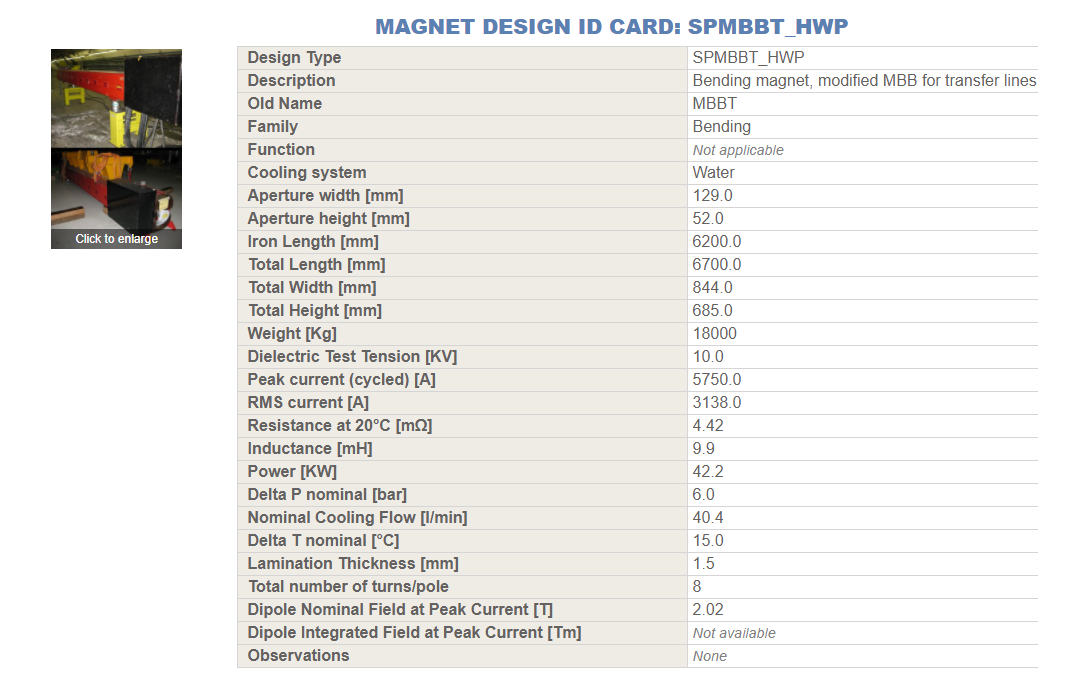 MAGNET DESIGN ID CARD: SPMBBT_HWP
Click to enlarge
Design Type SPMBBT_HWP
Description Bending magnet, modified MBB for transfer lines
Old Name MBBT
Family Bending
Function Not applicable
Cooling system Water
Aperture width [mm] 129.0
Aperture height [mm] 52.0
Iron Length [mm] 6200.0
Total Length [mm] 6700.0
Total Width [mm] 844.0
Total Height [mm] 685.0
Weight [Kg] 18000
Dielectric Test Tension [KV] 10.0
Peak current (cycled) [A] 5750.0
RMS current [A] 3138.0
Resistance at 20°C [mΩ] 4.42
Inductance [mH] 9.9
Power [KW] 42.2
Delta P nominal [bar] 6.0
Nominal Cooling Flow [l/min] 40.4
Delta T nominal [°C] 15.0
Lamination Thickness [mm] 1.5
Total number of turns/pole 8
Dipole Nominal Field at Peak Current [T] 2.02
Dipole Integrated Field at Peak Current [Tm] Not available
Observations None